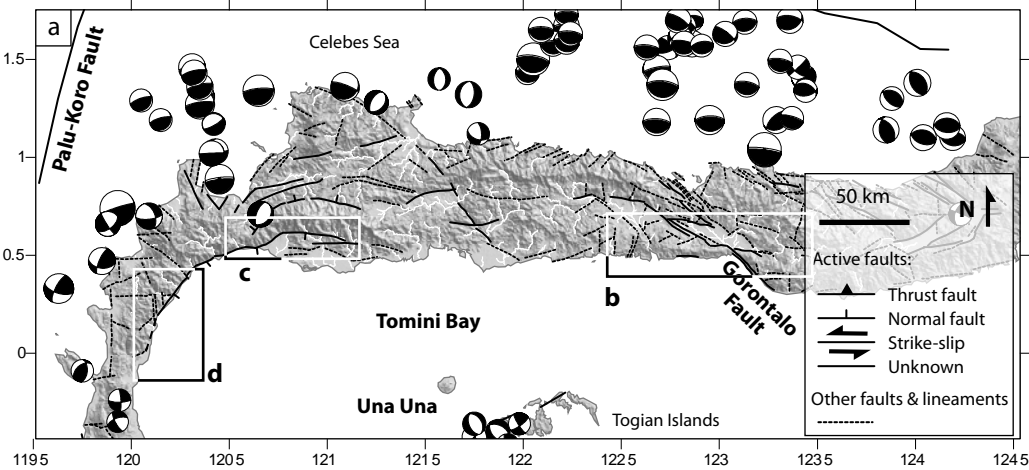 a
Celebes Sea
Palu-Koro Fault
1.5
1
0.5
0
c
b
d
Gorontalo
Fault
Tomini Bay
Una Una
Togian Islands
50 km
N
Active faults:
Thrust fault
Normal fault
Strike-slip
Unknown
Other faults & lineaments
119 5
120
120 5
121
121 5
122
122 5
123
123 5
124
124 5